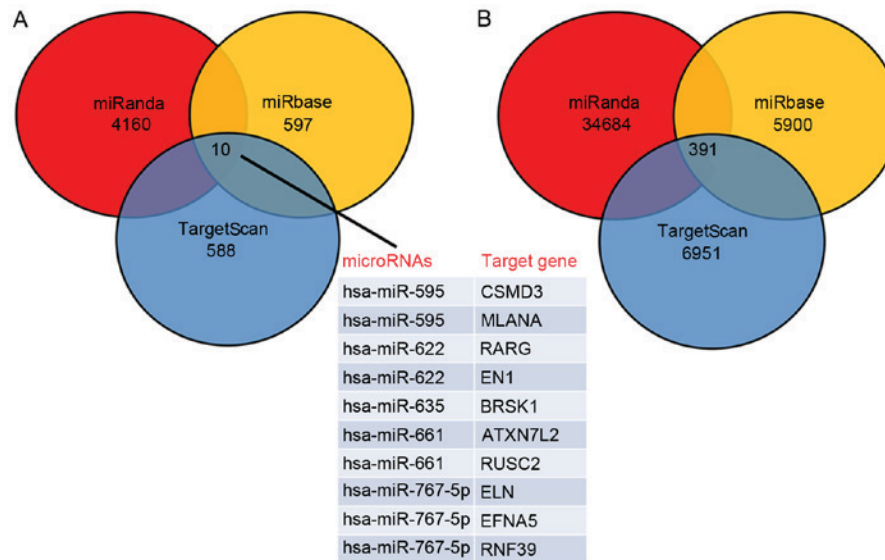 A
miRanda
4160
miRbase
597
10
TargetScan
588
B
miRanda
34684
miRbase
5900
391
TargetScan
6951
microRNAs Target gene
hsa-miR-595 CSMD3
hsa-miR-595 MLANA
hsa-miR-622 RARG
hsa-miR-622 EN1
hsa-miR-635 BRSK1
hsa-miR-661 ATXN7L2
hsa-miR-661 RUSC2
hsa-miR-767-5p ELN
hsa-miR-767-5p EFNA5
hsa-miR-767-5p RNF39